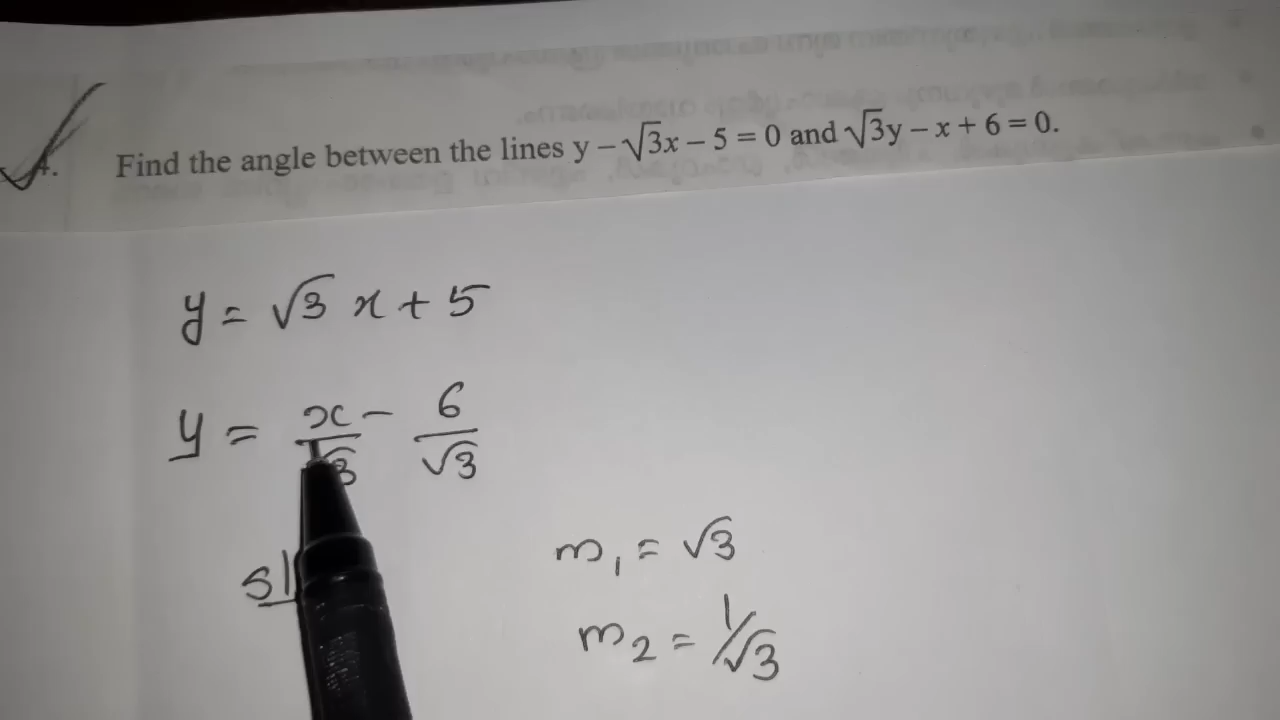 4. Find the angle between the lines y – √3x – 5 = 0 and √3y – x + 6 = 0.
y = √3 x + 5
y = x/√3 – 6/√3
m₁ = √3
m₂ = 1/√3